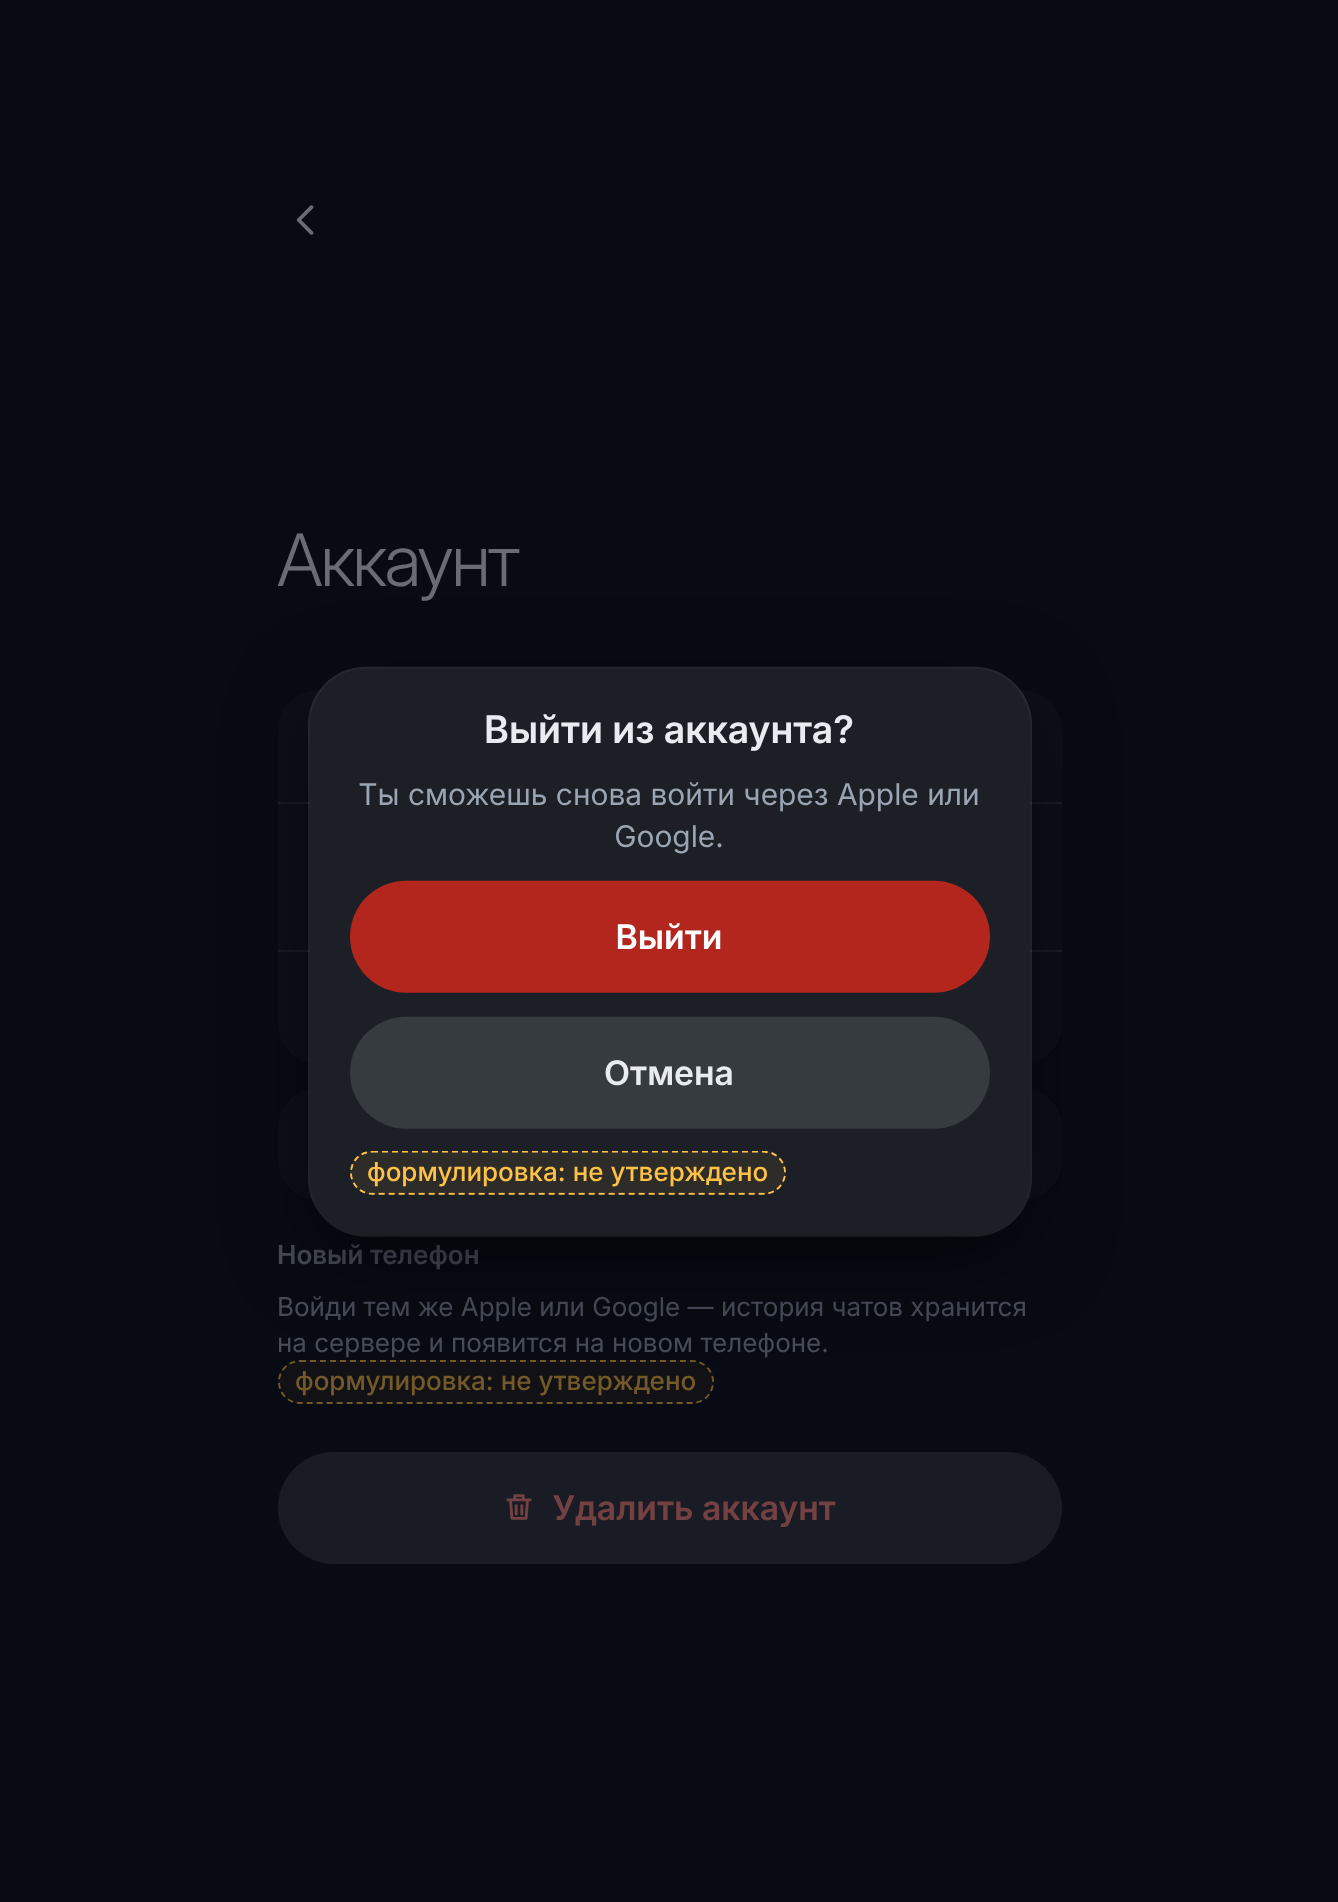 Аккаунт
Выйти из аккаунта?
Ты сможешь снова войти через Apple или
Google.
Выйти
Отмена
формулировка: не утверждено
Новый телефон
Войди тем же Apple или Google — история чатов хранится
на сервере и появится на новом телефоне.
формулировка: не утверждено
Удалить аккаунт